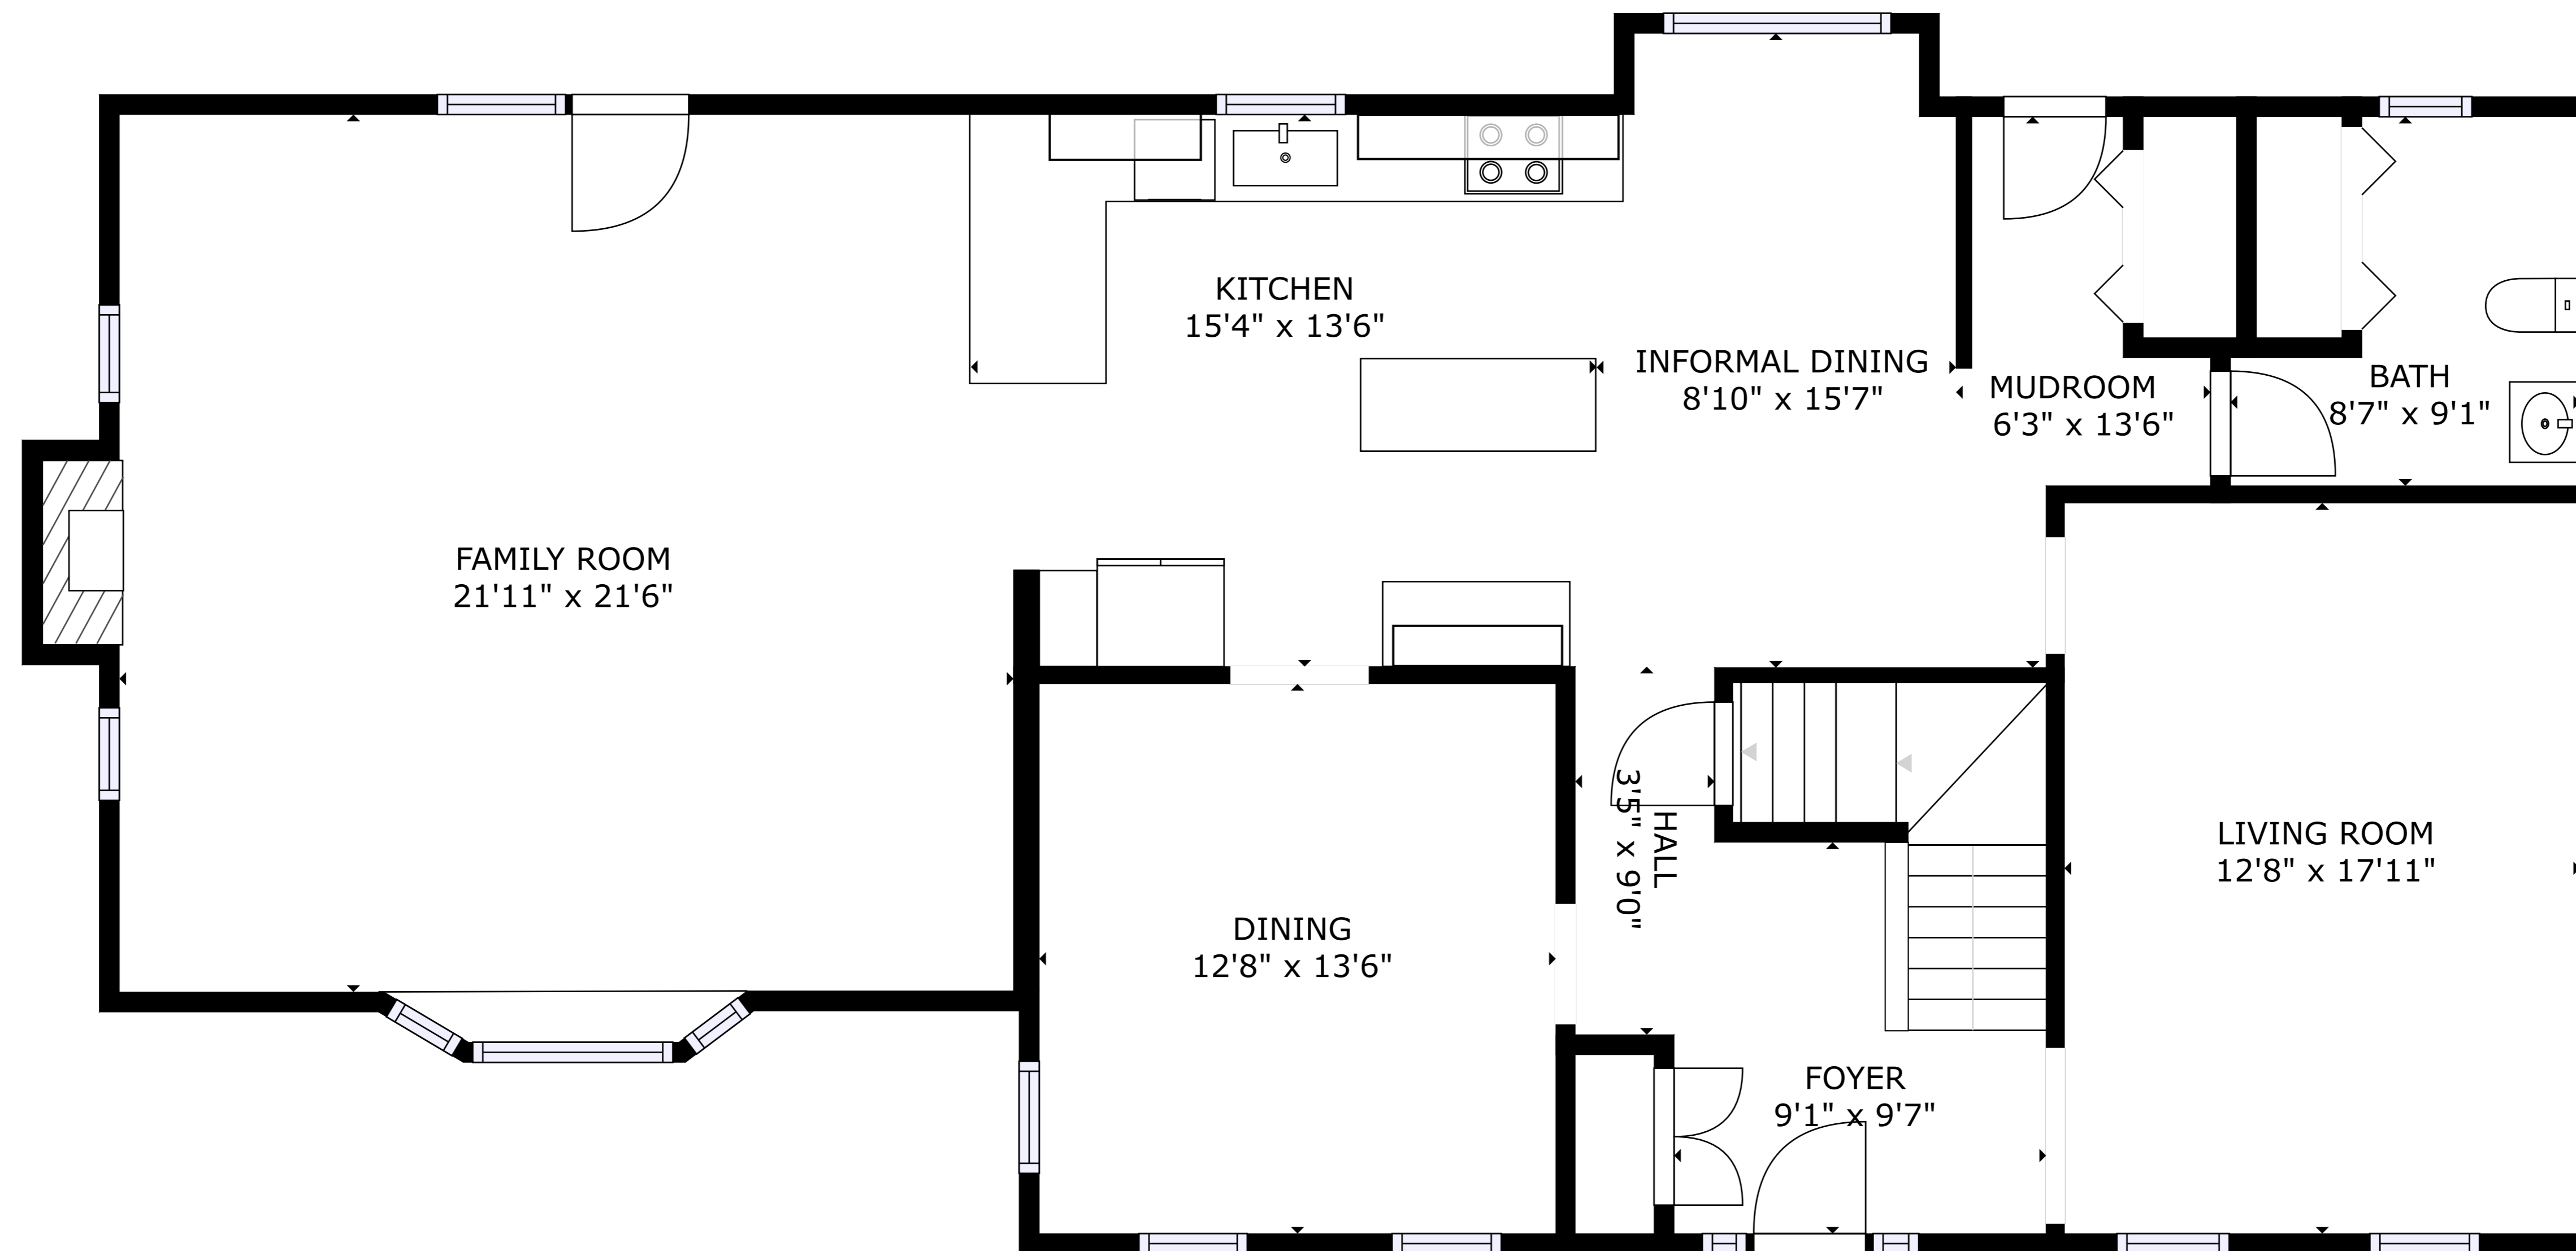 KITCHEN
15'4" x 13'6"
INFORMAL DINING
8'10" x 15'7"
MUDROOM
6'3" x 13'6"
BATH
8'7" x 9'1"
FAMILY ROOM
21'11" x 21'6"
HALL
3'5" x 9'0"
LIVING ROOM
12'8" x 17'11"
DINING
12'8" x 13'6"
FOYER
9'1" x 9'7"